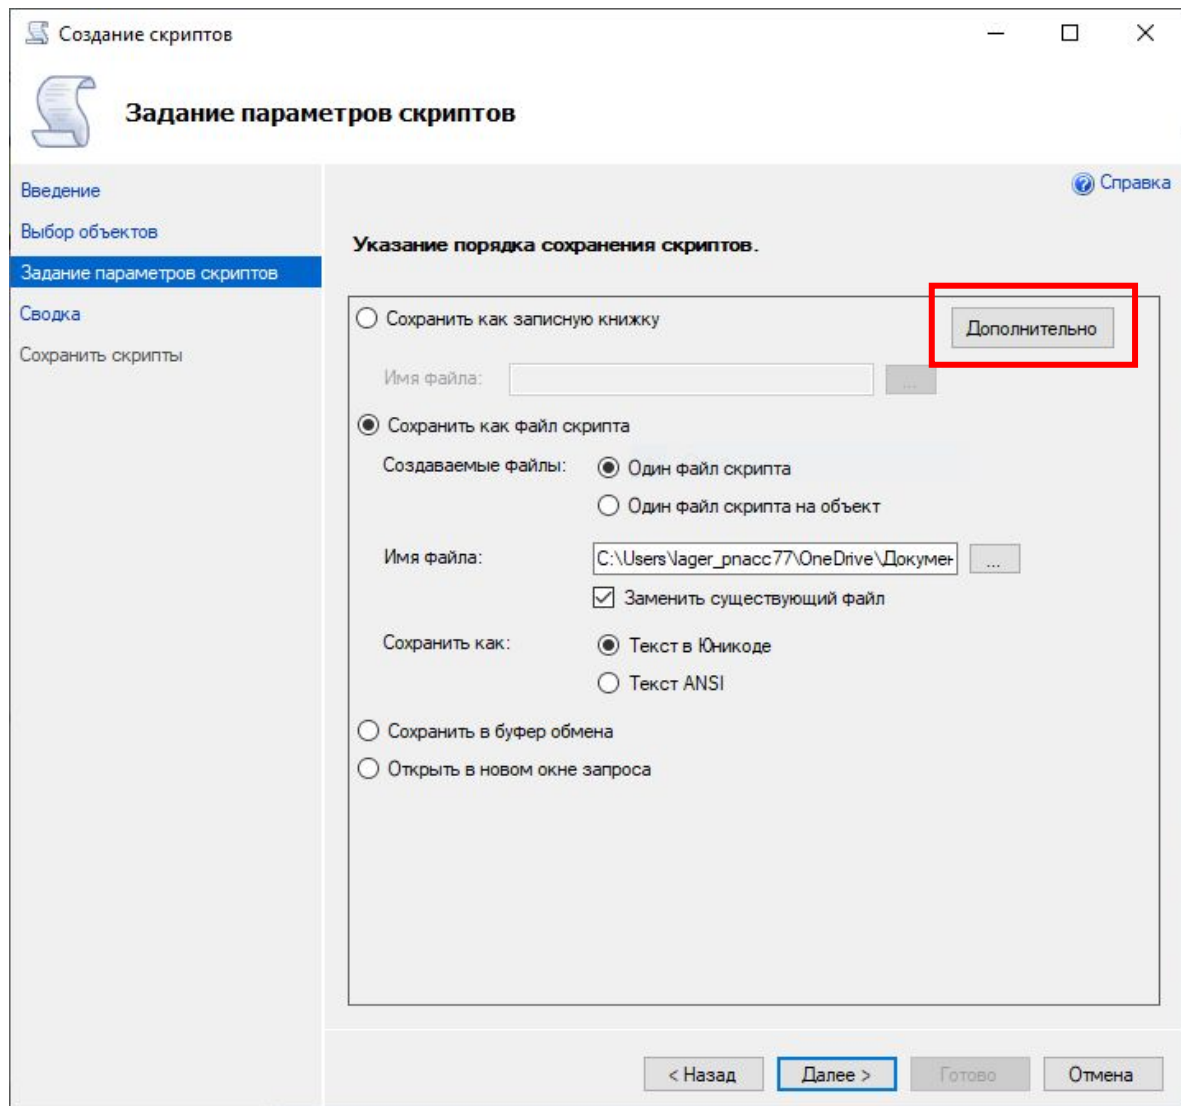 Создание скриптов
Задание параметров скриптов
Введение
Выбор объектов
Задание параметров скриптов
Сводка
Сохранить скрипты
Справка
Указание порядка сохранения скриптов.
Сохранить как записную книжку
Дополнительно
Имя файла:
...
Сохранить как файл скрипта
Создаваемые файлы:
Один файл скрипта
Один файл скрипта на объект
Имя файла:
C:\Users\lager_pnacc77\OneDrive\Докумен
...
Заменить существующий файл
Сохранить как:
Текст в Юникоде
Текст ANSI
Сохранить в буфер обмена
Открыть в новом окне запроса
< Назад
Далее >
Готово
Отмена